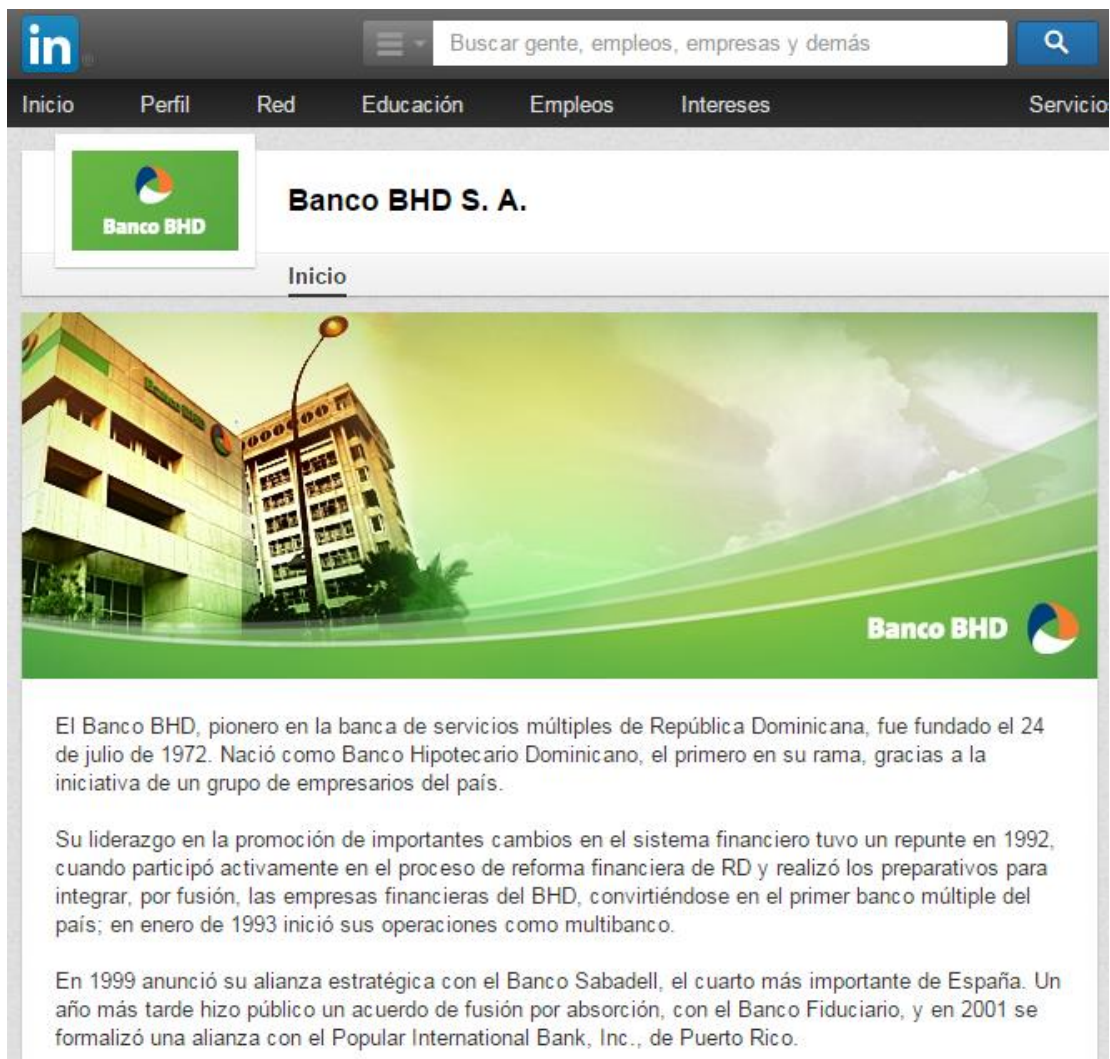 in
Buscar gente, empleos, empresas y demás
Inicio Perfil Red Educación Empleos Intereses Servicios
Banco BHD
Banco BHD S. A.
Inicio
Banco BHD
Banco BHD
El Banco BHD, pionero en la banca de servicios múltiples de República Dominicana, fue fundado el 24
de julio de 1972. Nació como Banco Hipotecario Dominicano, el primero en su rama, gracias a la
iniciativa de un grupo de empresarios del país.
Su liderazgo en la promoción de importantes cambios en el sistema financiero tuvo un repunte en 1992,
cuando participó activamente en el proceso de reforma financiera de RD y realizó los preparativos para
integrar, por fusión, las empresas financieras del BHD, convirtiéndose en el primer banco múltiple del
país; en enero de 1993 inició sus operaciones como multibanco.
En 1999 anunció su alianza estratégica con el Banco Sabadell, el cuarto más importante de España. Un
año más tarde hizo público un acuerdo de fusión por absorción, con el Banco Fiduciario, y en 2001 se
formalizó una alianza con el Popular International Bank, Inc., de Puerto Rico.